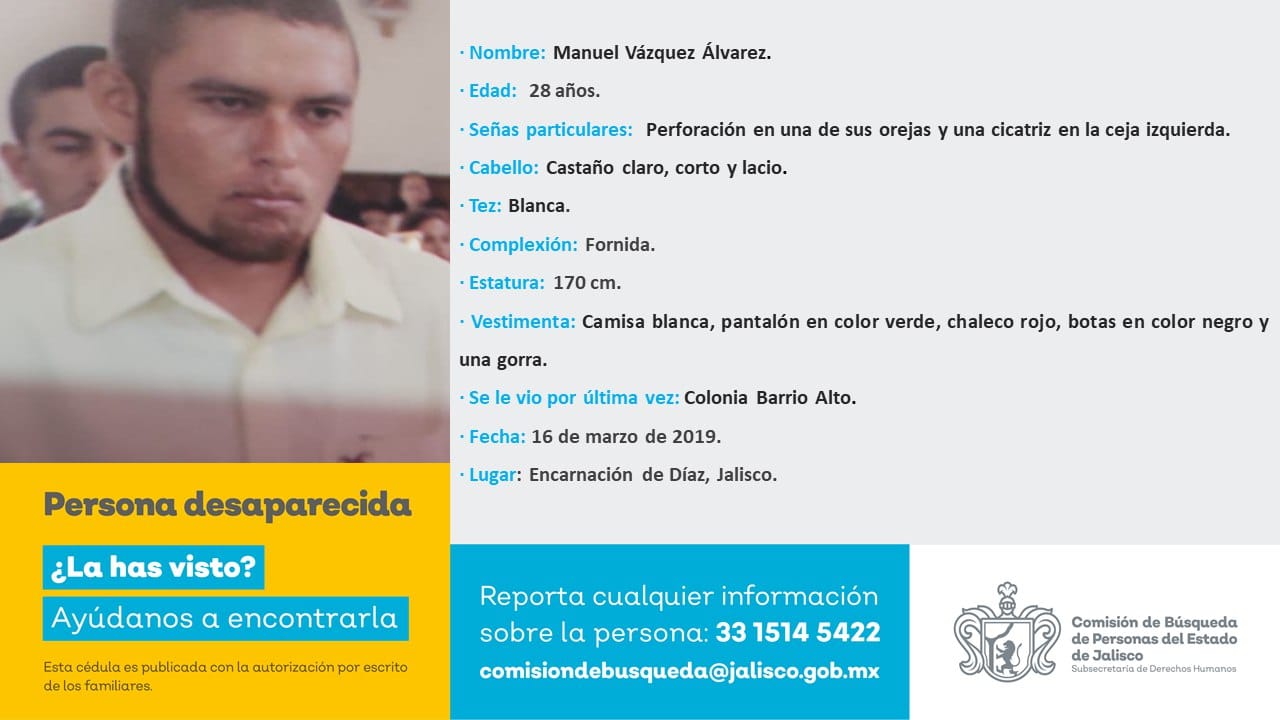 · Nombre: Manuel Vázquez Álvarez.
· Edad: 28 años.
· Señas particulares: Perforación en una de sus orejas y una cicatriz en la ceja izquierda.
· Cabello: Castaño claro, corto y lacio.
· Tez: Blanca.
· Complexión: Fornida.
· Estatura: 170 cm.
· Vestimenta: Camisa blanca, pantalón en color verde, chaleco rojo, botas en color negro y
una gorra.
· Se le vio por última vez: Colonia Barrio Alto.
· Fecha: 16 de marzo de 2019.
· Lugar: Encarnación de Díaz, Jalisco.
Persona desaparecida
¿La has visto?
Ayúdanos a encontrarla
Esta cédula es publicada con la autorización por escrito
de los familiares.
Reporta cualquier información
sobre la persona: 33 1514 5422
comisiondebusqueda@jalisco.gob.mx
Comisión de Búsqueda
de Personas del Estado
de Jalisco
Subsecretaría de Derechos Humanos